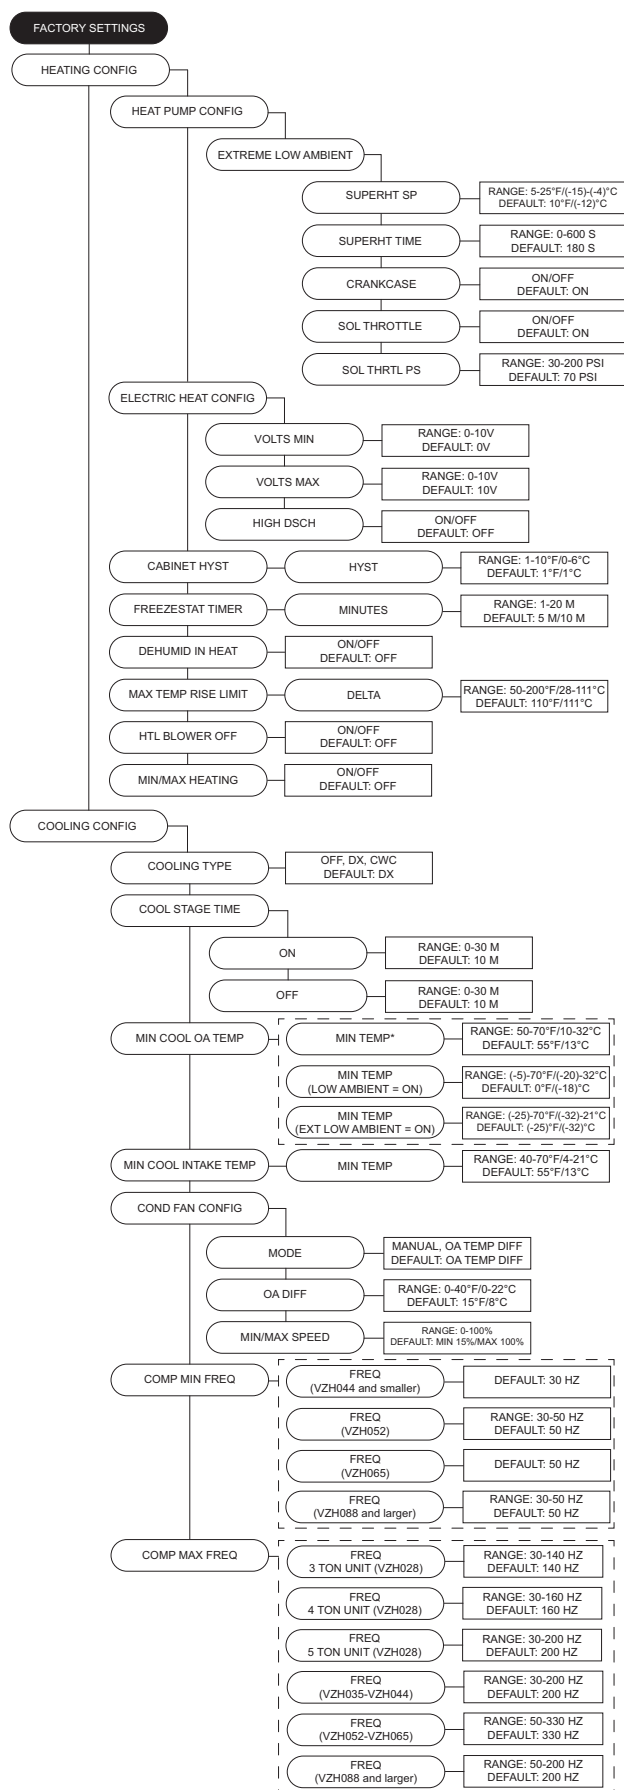 FACTORY SETTINGS
HEATING CONFIG
HEAT PUMP CONFIG
EXTREME LOW AMBIENT
SUPERHT SP
RANGE: 5-25°F/(-15)-(-4)°C
DEFAULT: 10°F/(-12)°C
SUPERHT TIME
RANGE: 0-600 S
DEFAULT: 180 S
CRANKCASE
ON/OFF
DEFAULT: ON
SOL THROTTLE
ON/OFF
DEFAULT: ON
SOL THRTL PS
RANGE: 30-200 PSI
DEFAULT: 70 PSI
ELECTRIC HEAT CONFIG
VOLTS MIN
RANGE: 0-10V
DEFAULT: 0V
VOLTS MAX
RANGE: 0-10V
DEFAULT: 10V
HIGH DSCH
ON/OFF
DEFAULT: OFF
CABINET HYST
HYST
RANGE: 1-10°F/0-6°C
DEFAULT: 1°F/1°C
FREEZESTAT TIMER
MINUTES
RANGE: 1-20 M
DEFAULT: 5 M/10 M
DEHUMID IN HEAT
ON/OFF
DEFAULT: OFF
MAX TEMP RISE LIMIT
DELTA
RANGE: 50-200°F/28-111°C
DEFAULT: 110°F/111°C
HTL BLOWER OFF
ON/OFF
DEFAULT: OFF
MIN/MAX HEATING
ON/OFF
DEFAULT: OFF
COOLING CONFIG
COOLING TYPE
OFF, DX, CWC
DEFAULT: DX
COOL STAGE TIME
ON
RANGE: 0-30 M
DEFAULT: 10 M
OFF
RANGE: 0-30 M
DEFAULT: 10 M
MIN COOL OA TEMP
MIN TEMP*
RANGE: 50-70°F/10-32°C
DEFAULT: 55°F/13°C
MIN TEMP
(LOW AMBIENT = ON)
RANGE: (-5)-70°F/(-20)-32°C
DEFAULT: 0°F/(-18)°C
MIN TEMP
(EXT LOW AMBIENT = ON)
RANGE: (-25)-70°F/(-32)-21°C
DEFAULT: (-25)°F/(-32)°C
MIN COOL INTAKE TEMP
MIN TEMP
RANGE: 40-70°F/4-21°C
DEFAULT: 55°F/13°C
COND FAN CONFIG
MODE
MANUAL, OA TEMP DIFF
DEFAULT: OA TEMP DIFF
OA DIFF
RANGE: 0-40°F/0-22°C
DEFAULT: 15°F/8°C
MIN/MAX SPEED
RANGE: 0-100%
DEFAULT: MIN 15%/MAX 100%
COMP MIN FREQ
FREQ
(VZH044 and smaller)
DEFAULT: 30 HZ
FREQ
(VZH052)
RANGE: 30-50 HZ
DEFAULT: 50 HZ
FREQ
(VZH065)
DEFAULT: 50 HZ
FREQ
(VZH088 and larger)
RANGE: 30-50 HZ
DEFAULT: 50 HZ
COMP MAX FREQ
FREQ
3 TON UNIT (VZH028)
RANGE: 30-140 HZ
DEFAULT: 140 HZ
FREQ
4 TON UNIT (VZH028)
RANGE: 30-160 HZ
DEFAULT: 160 HZ
FREQ
5 TON UNIT (VZH028)
RANGE: 30-200 HZ
DEFAULT: 200 HZ
FREQ
(VZH035-VZH044)
RANGE: 30-200 HZ
DEFAULT: 200 HZ
FREQ
(VZH052-VZH065)
RANGE: 50-330 HZ
DEFAULT: 330 HZ
FREQ
(VZH088 and larger)
RANGE: 50-200 HZ
DEFAULT: 200 HZ